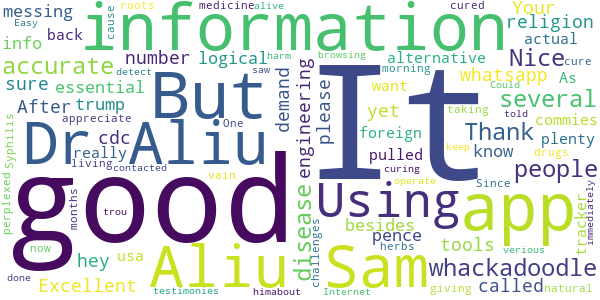 messing
cause
roots
medicine
alive
cured
Your
information
religion
Easy
info
back
logical
alternative
actual
accurate
number
saw
harm
browsing
morning
cure
sure
essential
detect
whatsapp
As
After
trump
But
demand
please
engineering
It
Nice
Could
want
taking
several
Syphilis
appreciate
One
yet
told
commies
Dr Aliu
cdc
really
living
contacted
foreign
Thank
plenty
know
drugs
perplexed
months
good
trou
vain
disease
pulled
curing
keep
people
Using
app
operate
Since
immediately
now
hey
usa
Aliu
Sam
challenges
besides
pence
tools
tracker
herbs
verious
whackadoodle
Excellent
done
testimonies
himabout
Internet
called
giving
natural